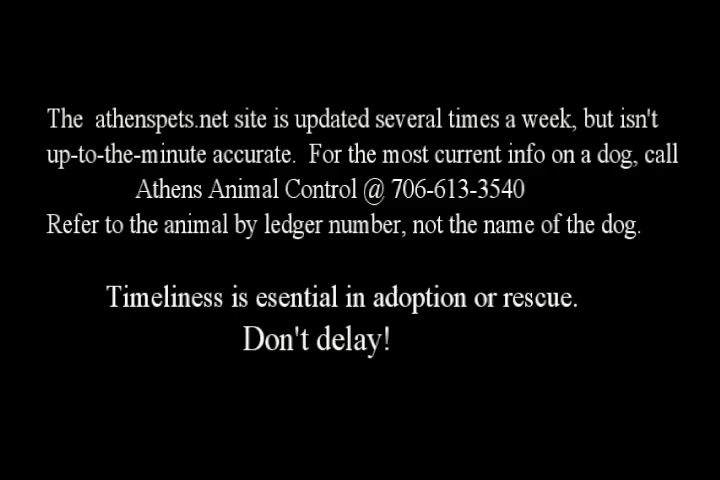 The athenspets.net site is updated several times a week, but isn't
up-to-the-minute accurate. For the most current info on a dog, call
Athens Animal Control @ 706-613-3540
Refer to the animal by ledger number, not the name of the dog.
Timeliness is esential in adoption or rescue.
Don't delay!